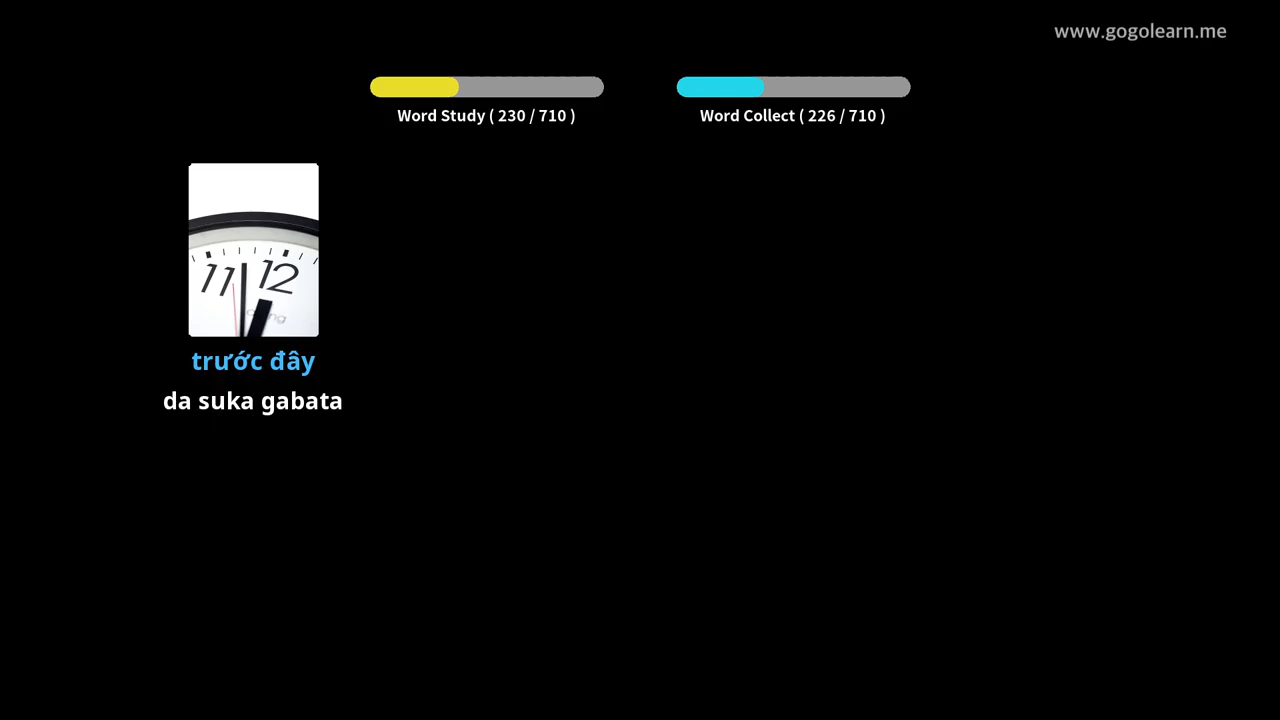 www.gogolearn.me
Word Study ( 230 / 710 )
Word Collect ( 226 / 710 )
11 12
trước đây
da suka gabata